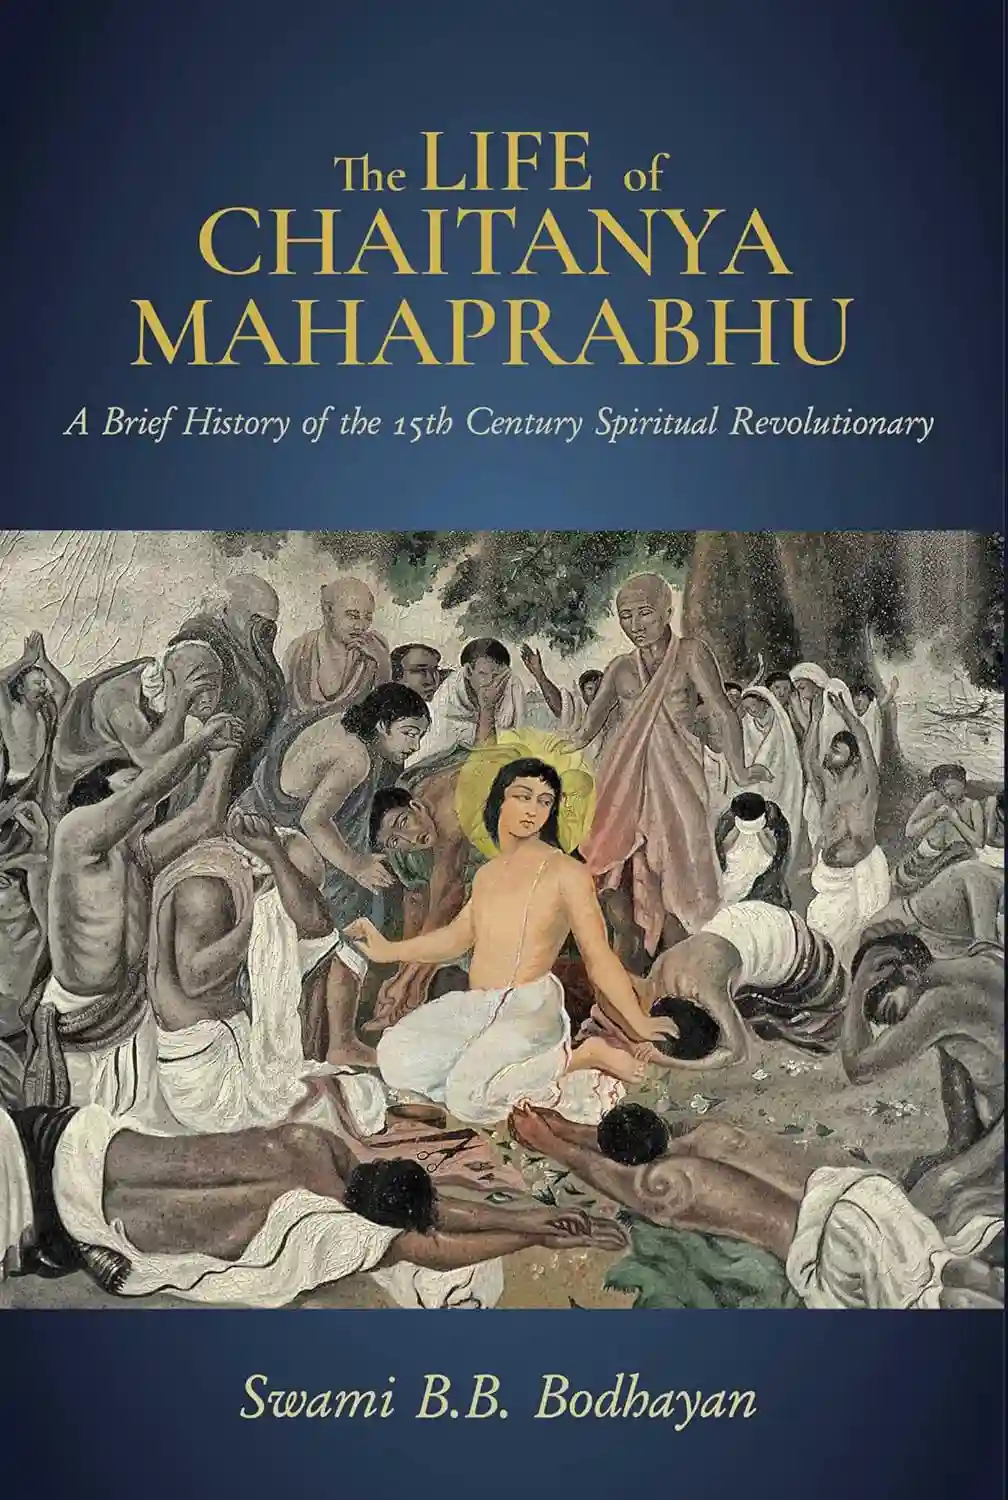 The LIFE of
CHAITANYA
MAHAPRABHU
A Brief History of the 15th Century Spiritual Revolutionary
Swami B.B. Bodhayan